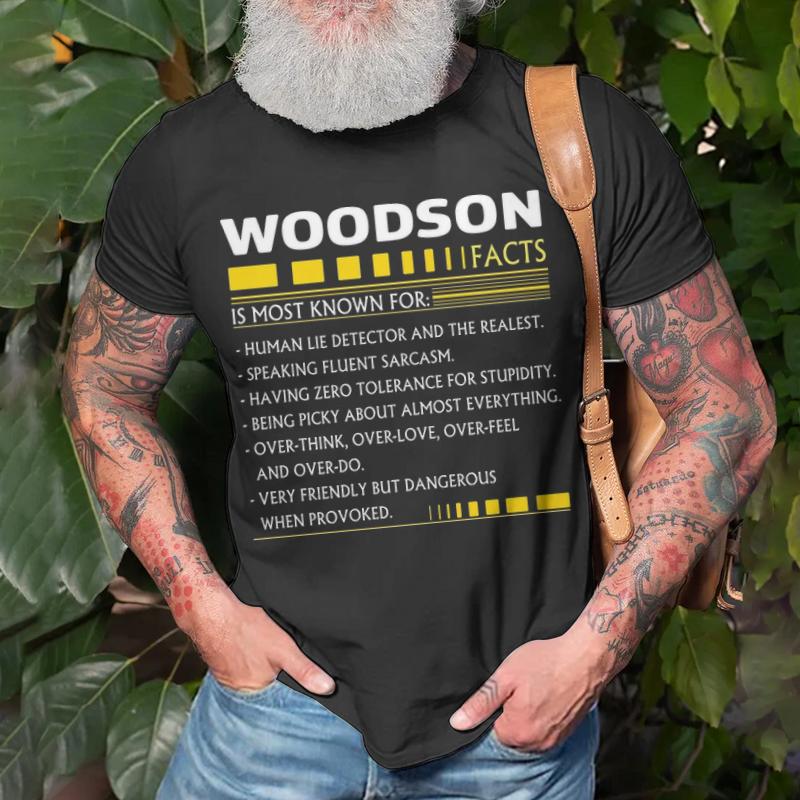 WOODSON
FACTS
IS MOST KNOWN FOR:
- HUMAN LIE DETECTOR AND THE REALEST.
- SPEAKING FLUENT SARCASM.
- HAVING ZERO TOLERANCE FOR STUPIDITY.
- BEING PICKY ABOUT ALMOST EVERYTHING.
- OVER-THINK, OVER-LOVE, OVER-FEEL
AND OVER-DO.
- VERY FRIENDLY BUT DANGEROUS
WHEN PROVOKED.